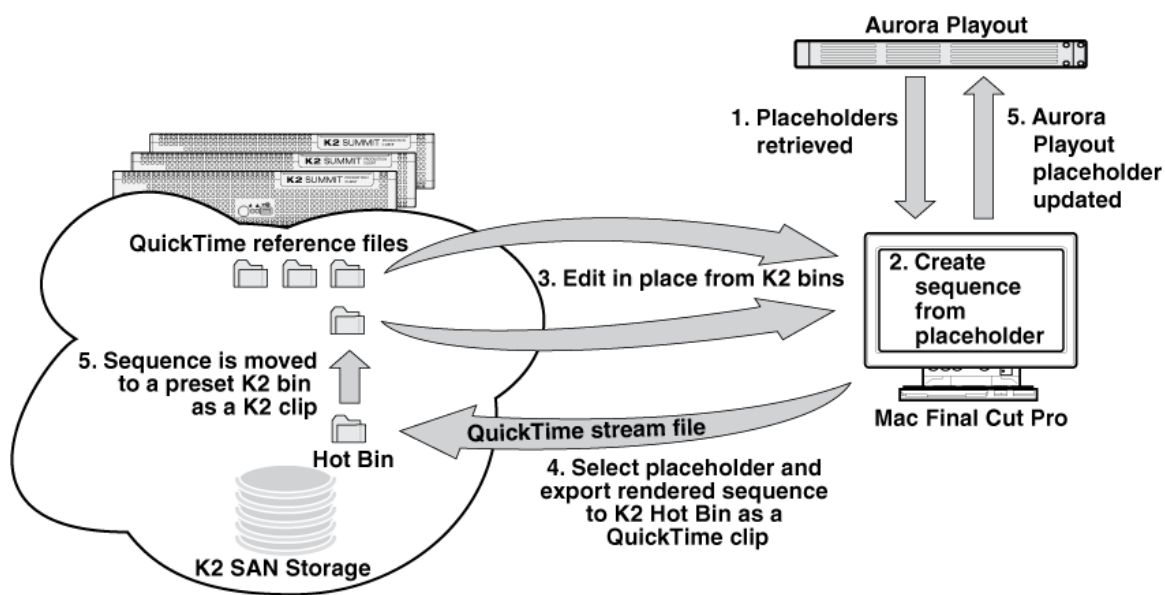 Aurora Playout
1. Placeholders
retrieved
5. Aurora
Playout
placeholder
updated
K2 SUMMIT
K2 SUMMIT
K2 SUMMIT
QuickTime reference files
3. Edit in place from K2 bins
2. Create
sequence
from
placeholder
5. Sequence is moved
to a preset K2 bin
as a K2 clip
Mac Final Cut Pro
QuickTime stream file
Hot Bin
4. Select placeholder and
export rendered sequence
to K2 Hot Bin as a
QuickTime clip
K2 SAN Storage